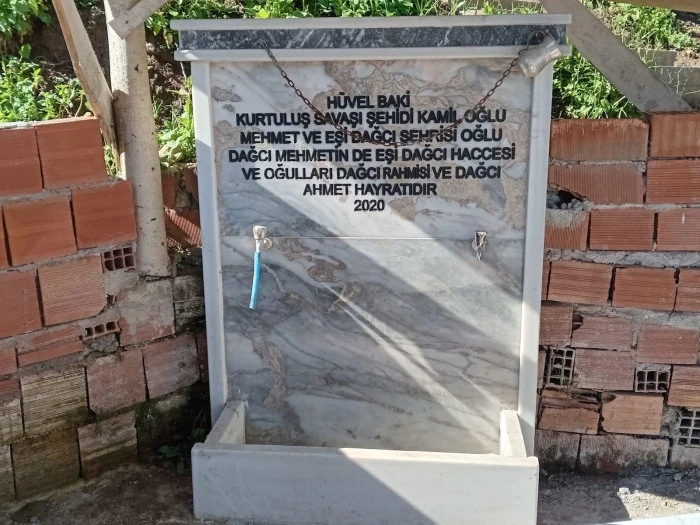 HÜVEL BAKİ
KURTULUŞ SAVAŞI ŞEHİDİ KAMİL OĞLU
MEHMET VE EŞİ DAĞCI ŞEHRİSİ OĞLU
DAĞCI MEHMETİN DE EŞİ DAĞCI HACCESİ
VE OĞULLARI DAĞCI RAHMİSİ VE DAĞCI
AHMET HAYRATIDIR
2020